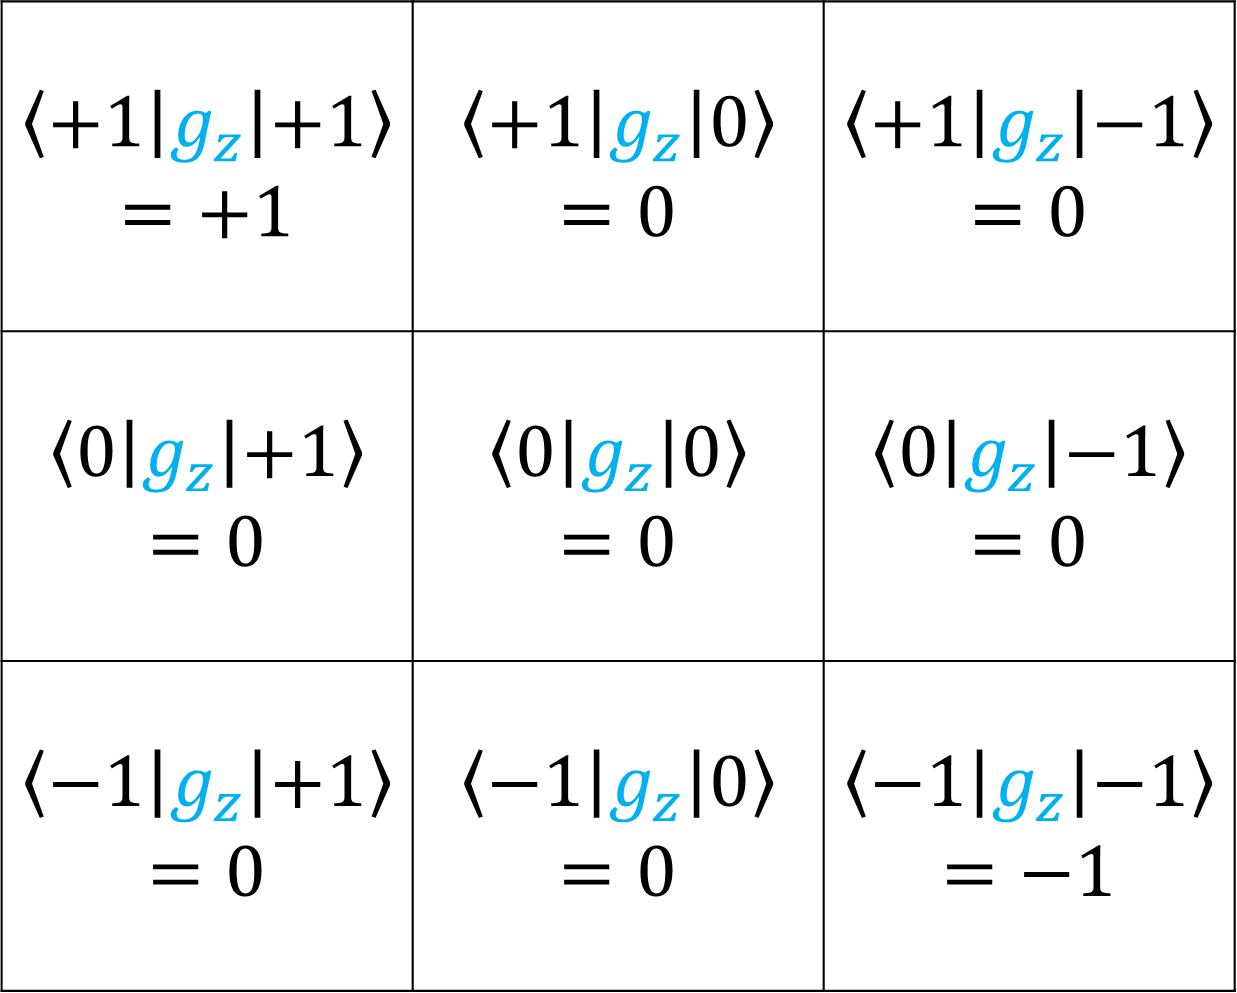 ⟨+1|g_z|+1⟩
= +1
⟨+1|g_z|0⟩
= 0
⟨+1|g_z|−1⟩
= 0
⟨0|g_z|+1⟩
= 0
⟨0|g_z|0⟩
= 0
⟨0|g_z|−1⟩
= 0
⟨−1|g_z|+1⟩
= 0
⟨−1|g_z|0⟩
= 0
⟨−1|g_z|−1⟩
= −1